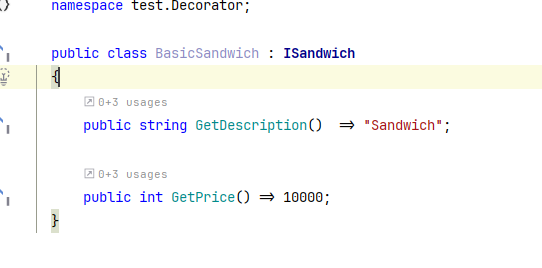 namespace test.Decorator;
public class BasicSandwich : ISandwich
{
0+3 usages
public string GetDescription() => "Sandwich";
0+3 usages
public int GetPrice() => 10000;
}